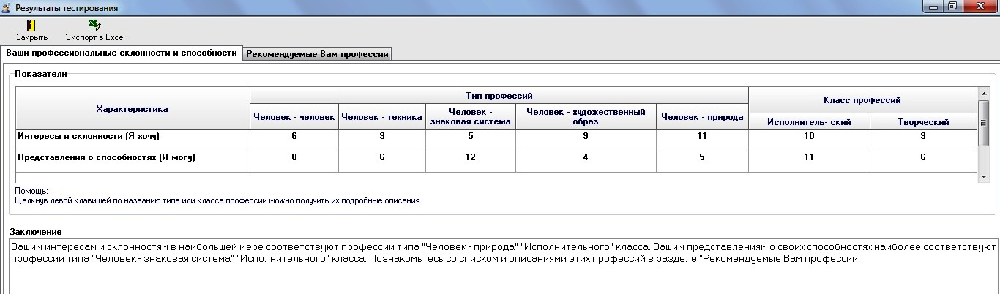 Результаты тестирования
Закрыть Экспорт в Excel
Ваши профессиональные склонности и способности Рекомендуемые Вам профессии
Показатели
Характеристика Тип профессий Класс профессий
Человек - человек Человек - техника Человек - знаковая система Человек - художественный образ Человек - природа Исполнитель- ский Творческий
Интересы и склонности (Я хочу) 6 9 5 9 11 10 9
Представления о способностях (Я могу) 8 6 12 4 5 11 6
Помощь:
Щелкнув левой клавишей по названию типа или класса профессии можно получить их подробные описания
Заключение
Вашим интересам и склонностям в наибольшей мере соответствуют профессии типа "Человек - природа" "Исполнительного" класса. Вашим представлениям о своих способностях наиболее соответствуют
профессии типа "Человек - знаковая система" "Исполнительного" класса. Познакомьтесь со списком и описаниями этих профессий в разделе "Рекомендуемые Вам профессии.